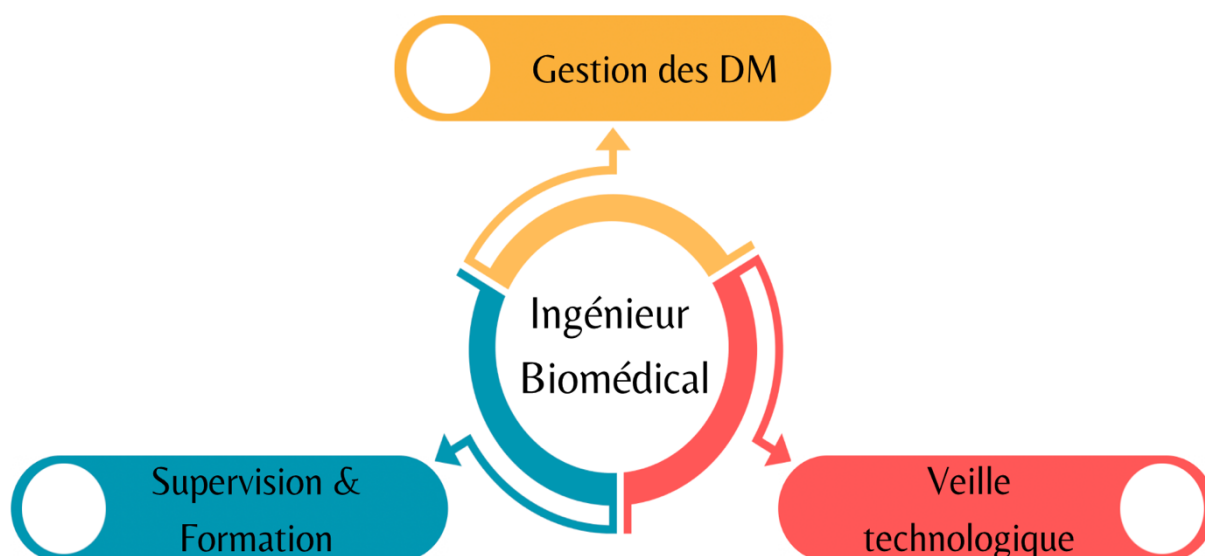 Gestion des DM
Ingénieur
Biomédical
Supervision &
Formation
Veille
technologique